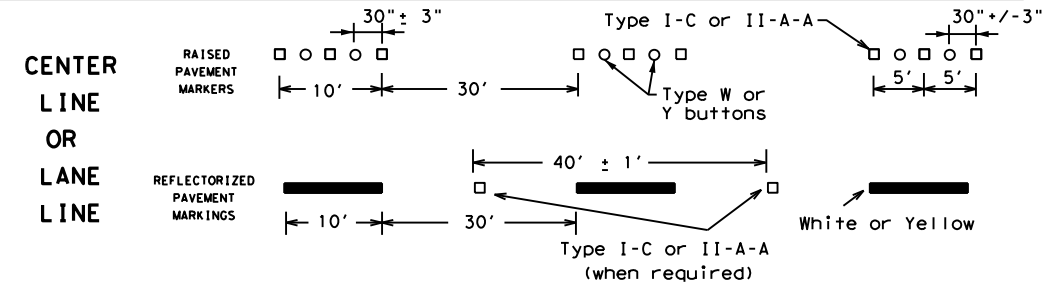 CENTER
LINE
OR
LANE
LINE
RAISED
PAVEMENT
MARKERS
30"± 3"
10'
30'
Type I-C or II-A-A
Type W or
Y buttons
30"+/-3"
5'
5'
REFLECTORIZED
PAVEMENT
MARKINGS
10'
30'
40' ± 1'
Type I-C or II-A-A
(when required)
White or Yellow